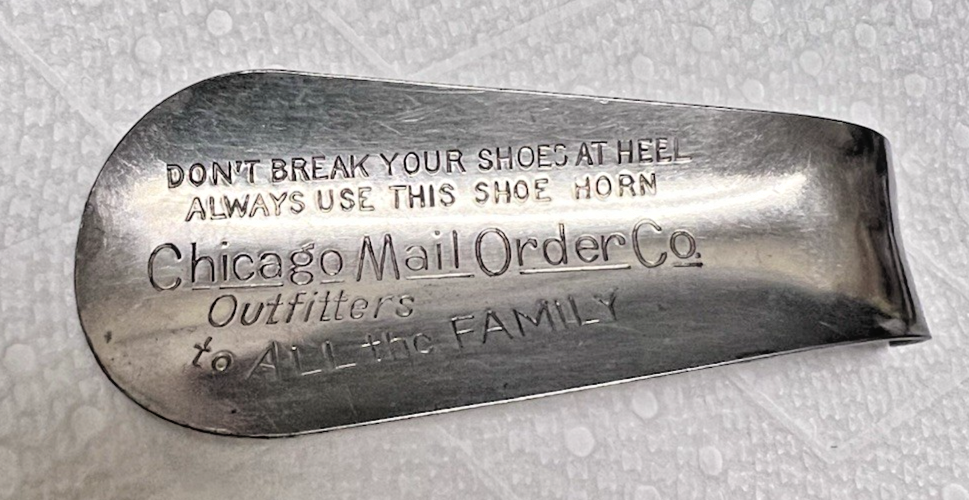 DON'T BREAK YOUR SHOES AT HEEL
ALWAYS USE THIS SHOE HORN
Chicago Mail Order Co.
Outfitters
to ALL the FAMILY